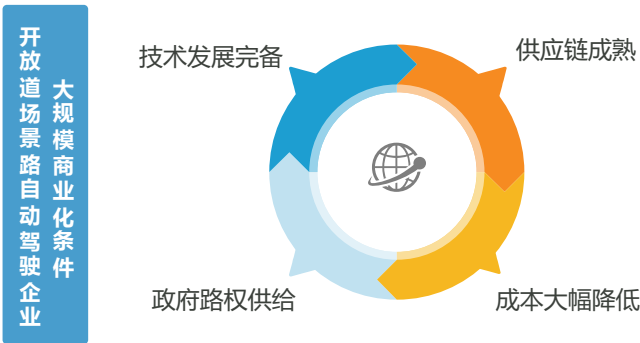 开放道场景路自动驾驶企业
大规模商业化条件
技术发展完备
供应链成熟
政府路权供给
成本大幅降低